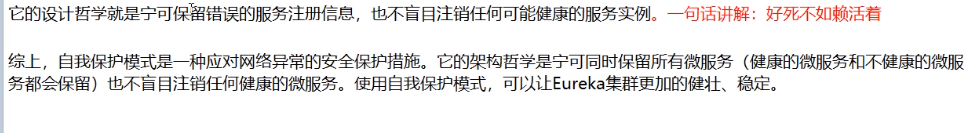 它的设计哲学就是宁可保留错误的服务注册信息，也不盲目注销任何可能健康的服务实例。一句话讲解：好死不如赖活着
综上，自我保护模式是一种应对网络异常的安全保护措施。它的架构哲学是宁可同时保留所有微服务（健康的微服务和不健康的微服
务都会保留）也不盲目注销任何健康的微服务。使用自我保护模式，可以让Eureka集群更加的健壮、稳定。